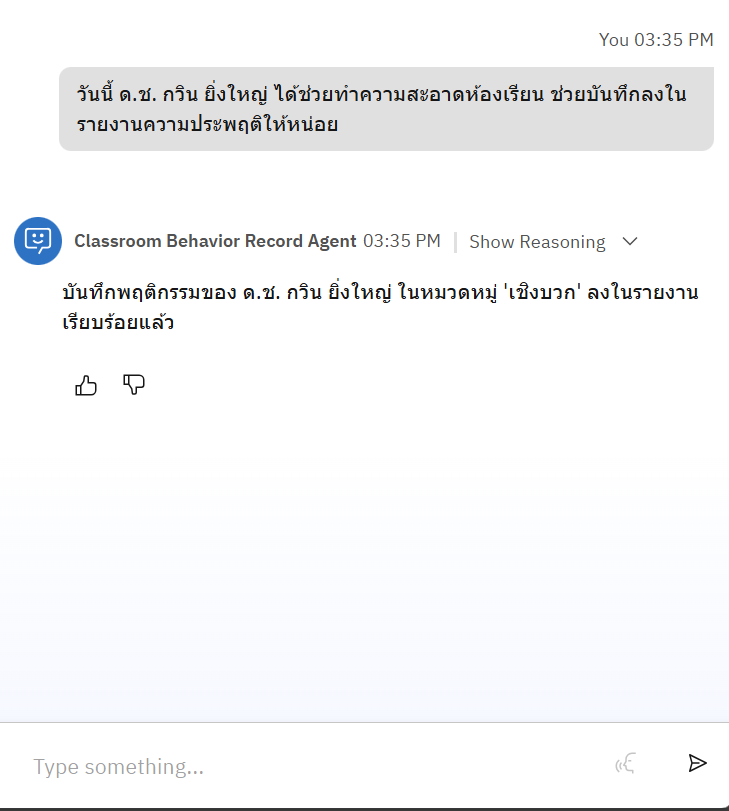 You 03:35 PM
วันนี้ ด.ช. กวิน ยิ่งใหญ่ ได้ช่วยทำความสะอาดห้องเรียน ช่วยบันทึกลงใน
รายงานความประพฤติให้หน่อย
Classroom Behavior Record Agent 03:35 PM | Show Reasoning
บันทึกพฤติกรรมของ ด.ช. กวิน ยิ่งใหญ่ ในหมวดหมู่ 'เชิงบวก' ลงในรายงาน
เรียบร้อยแล้ว
Type something...